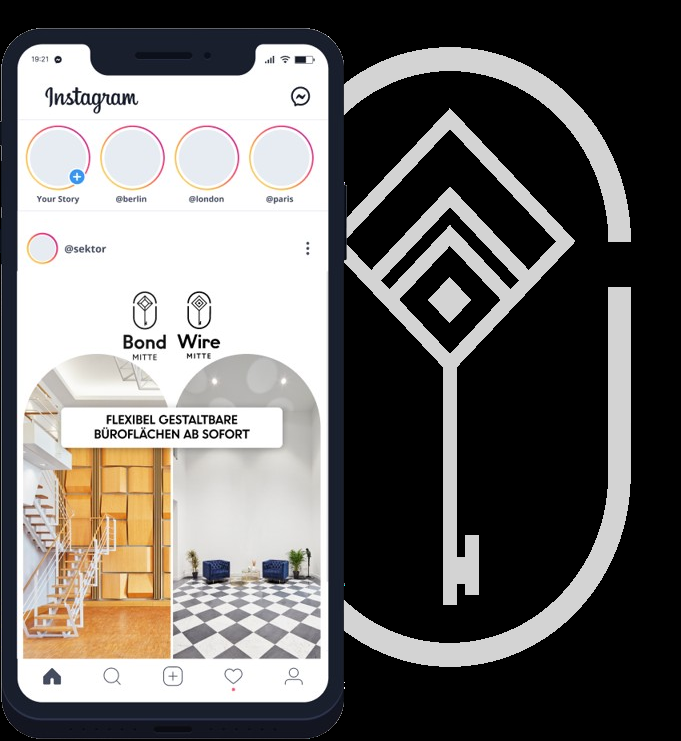 19:21
Instagram
Your Story
@berlin
@london
@paris
@sektor
Bond Wire
MITTE MITTE
FLEXIBEL GESTALTBARE
BÜROFLÄCHEN AB SOFORT